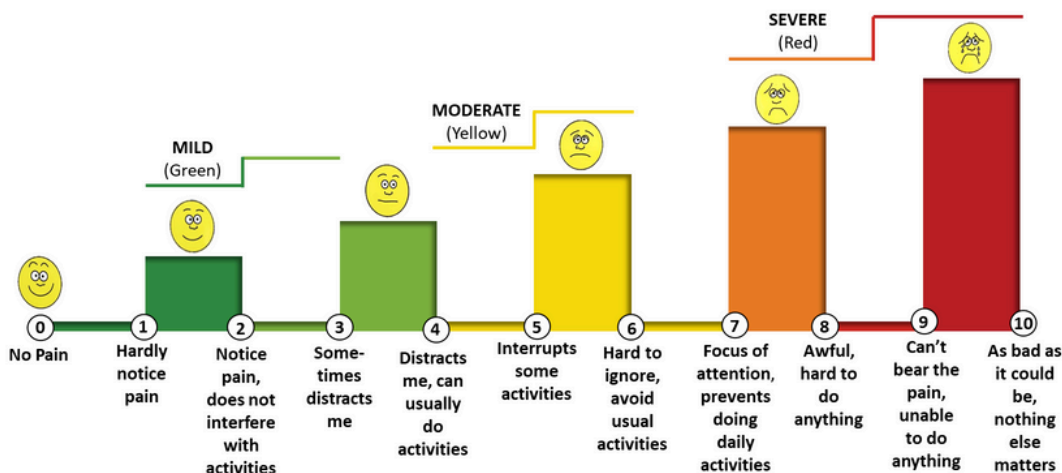 SEVERE
(Red)
MODERATE
(Yellow)
MILD
(Green)
0
1
2
3
4
5
6
7
8
9
10
No Pain
Hardly
notice
pain
Notice
pain,
does not
interfere
with
activities
Some-
times
distracts
me
Distracts
me, can
usually
do
activities
Interrupts
some
activities
Hard to
ignore,
avoid
usual
activities
Focus of
attention,
prevents
doing
daily
activities
Awful,
hard to
do
anything
Can’t
bear the
pain,
unable
to do
anything
As bad as
it could
be,
nothing
else
matters